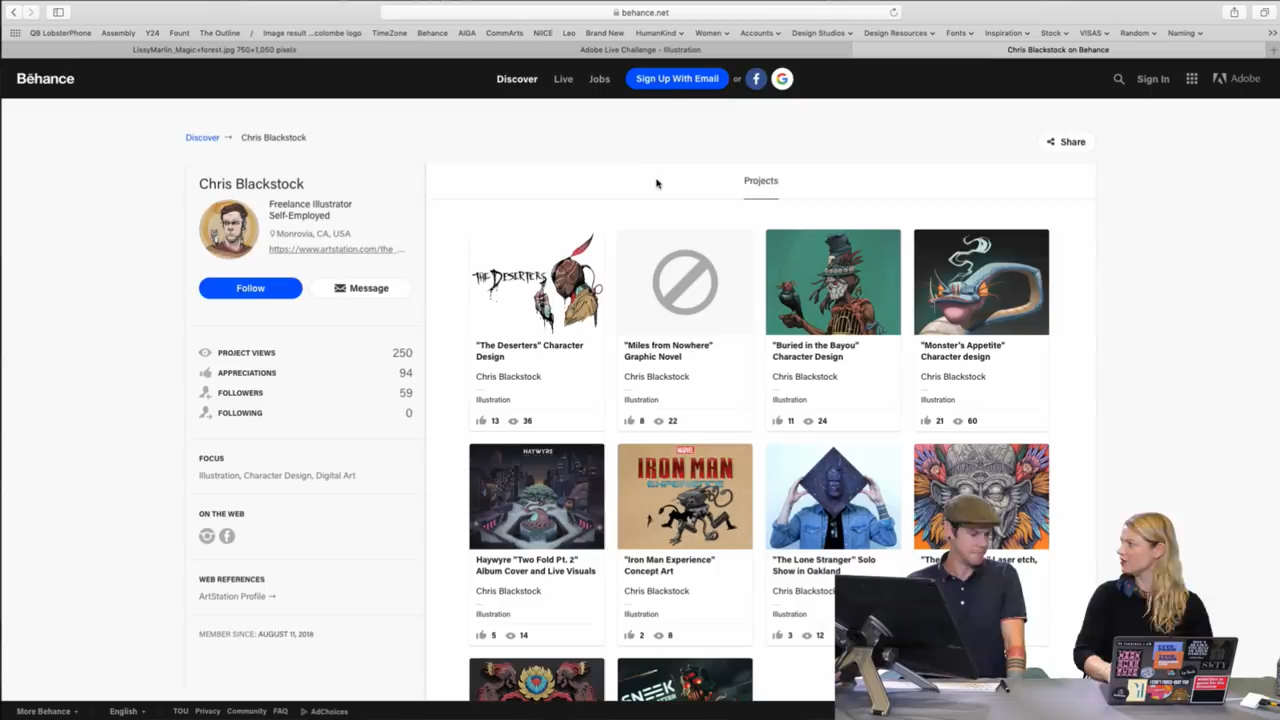 behance.net
QB LobsterPhone Assembly Y24 Fount The Outline Image result ...colombe logo TimeZone Behance AIGA CommArts NIICE Leo Brand New HumanKind Women Accounts Design Studios Design Resources Fonts Inspiration Stock VISAS Random Naming
LissyMarlin_Magic+forest.jpg 750×1,050 pixels Adobe Live Challenge - Illustration Chris Blackstock on Behance
Bēhance Discover Live Jobs Sign Up With Email or Sign In Adobe
Discover → Chris Blackstock
Share
Chris Blackstock
Freelance Illustrator
Self-Employed
Monrovia, CA, USA
https://www.artstation.com/the_...
Follow Message
PROJECT VIEWS 250
APPRECIATIONS 94
FOLLOWERS 59
FOLLOWING 0
FOCUS
Illustration, Character Design, Digital Art
ON THE WEB
WEB REFERENCES
ArtStation Profile →
MEMBER SINCE: AUGUST 11, 2018
Projects
THE DESERTERS
"The Deserters" Character
Design
Chris Blackstock
Illustration
13 36
"Miles from Nowhere"
Graphic Novel
Chris Blackstock
Illustration
8 22
"Buried in the Bayou"
Character Design
Chris Blackstock
Illustration
11 24
"Monster's Appetite"
Character design
Chris Blackstock
Illustration
21 60
HAYWYRE
Haywyre "Two Fold Pt. 2"
Album Cover and Live Visuals
Chris Blackstock
Illustration
5 14
MARVEL
IRON MAN
EXPERIENCE
"Iron Man Experience"
Concept Art
Chris Blackstock
Illustration
2 8
"The Lone Stranger" Solo
Show in Oakland
Chris Blackstock
Illustration
3 12
"The laser etch,
SNEEK
More Behance English TOU Privacy Community FAQ AdChoices